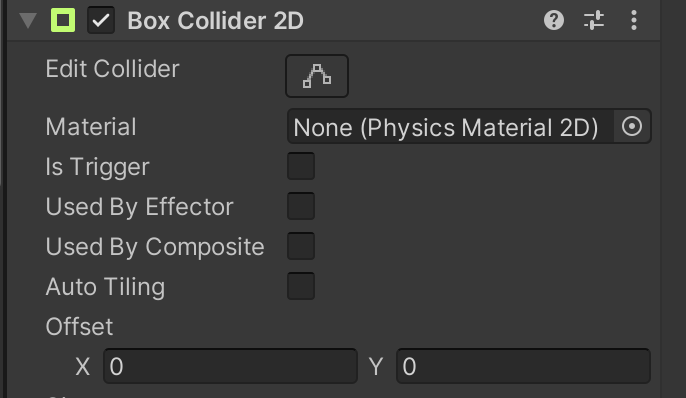 Box Collider 2D
Edit Collider
Material None (Physics Material 2D)
Is Trigger
Used By Effector
Used By Composite
Auto Tiling
Offset
X 0 Y 0